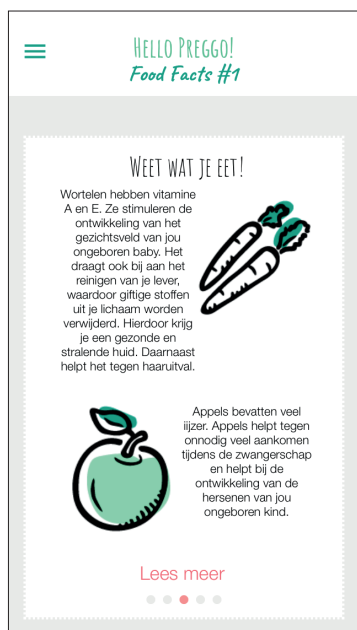 Hello Preggo!
Food Facts #1
Weet wat je eet!
Wortelen hebben vitamine
A en E. Ze stimuleren de
ontwikkeling van het
gezichtsveld van jou
ongeboren baby. Het
draagt ook bij aan het
reinigen van je lever,
waardoor giftige stoffen
uit je lichaam worden
verwijderd. Hierdoor krijg
je een gezonde en
stralende huid. Daarnaast
helpt het tegen haaruitval.
Appels bevatten veel
iijzer. Appels helpt tegen
onnodig veel aankomen
tijdens de zwangerschap
en helpt bij de
ontwikkeling van de
hersenen van jou
ongeboren kind.
Lees meer